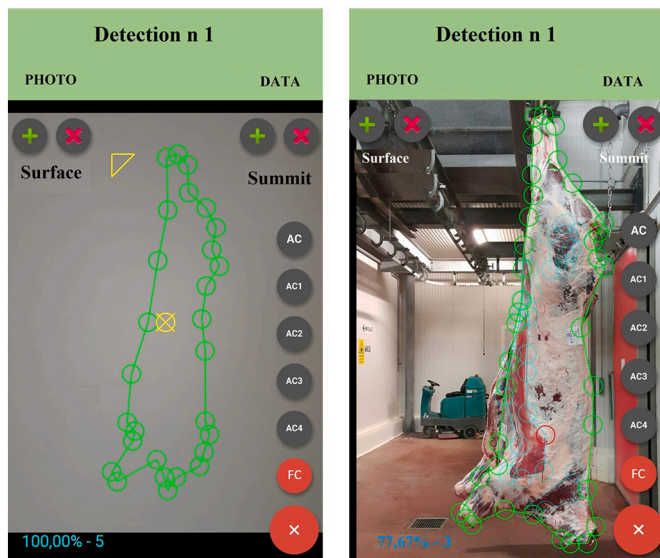 Detection n 1
PHOTO
DATA
Surface
Summit
AC
AC1
AC2
AC3
AC4
FC
100,00% - 5
Detection n 1
PHOTO
DATA
Surface
Summit
AC
AC1
AC2
AC3
AC4
FC
77,67% - 3